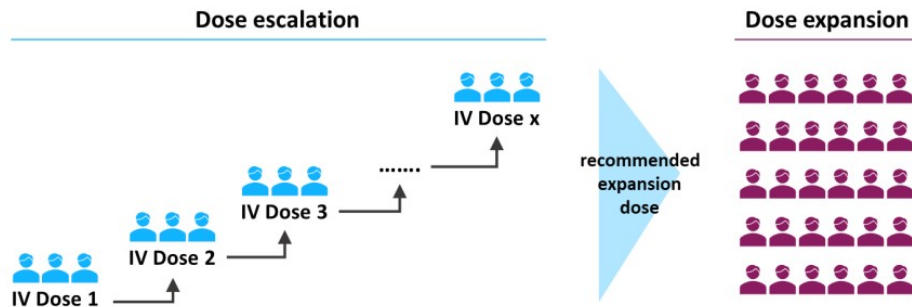 Dose escalation
Dose expansion
IV Dose x
.......
IV Dose 3
IV Dose 2
IV Dose 1
recommended
expansion
dose